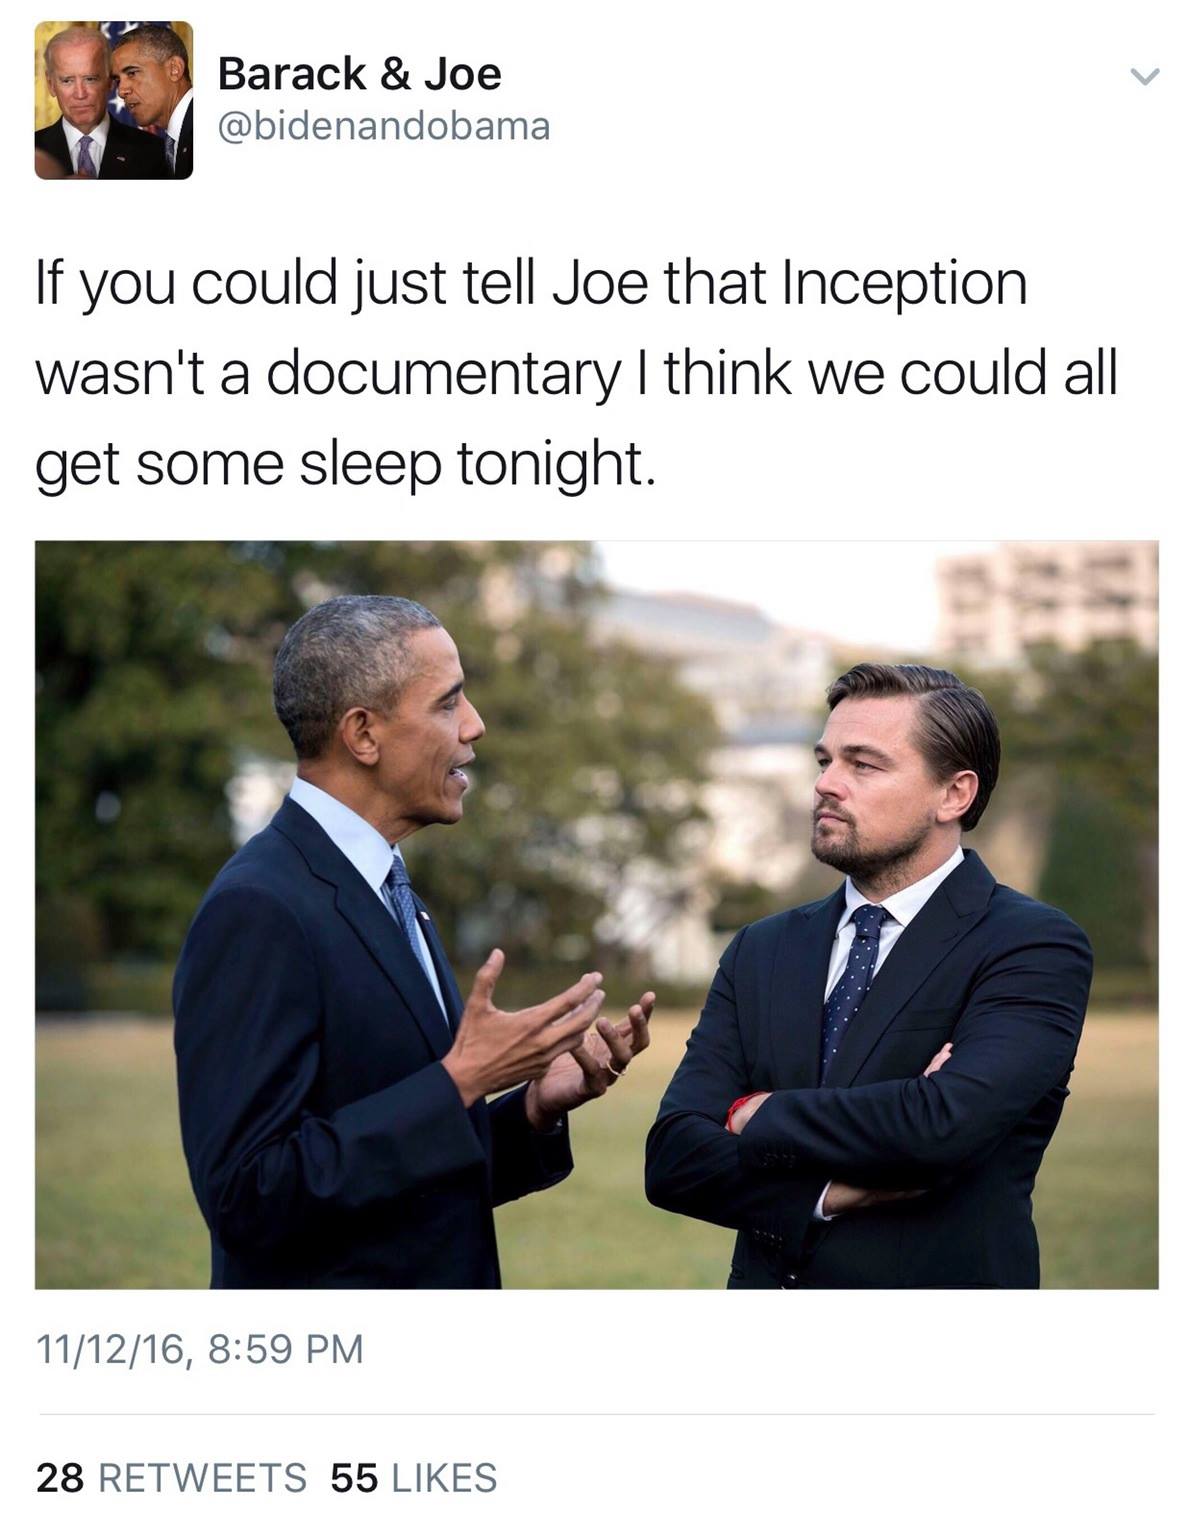 Barack & Joe
@bidenandobama
If you could just tell Joe that Inception
wasn't a documentary I think we could all
get some sleep tonight.
11/12/16, 8:59 PM
28 RETWEETS 55 LIKES